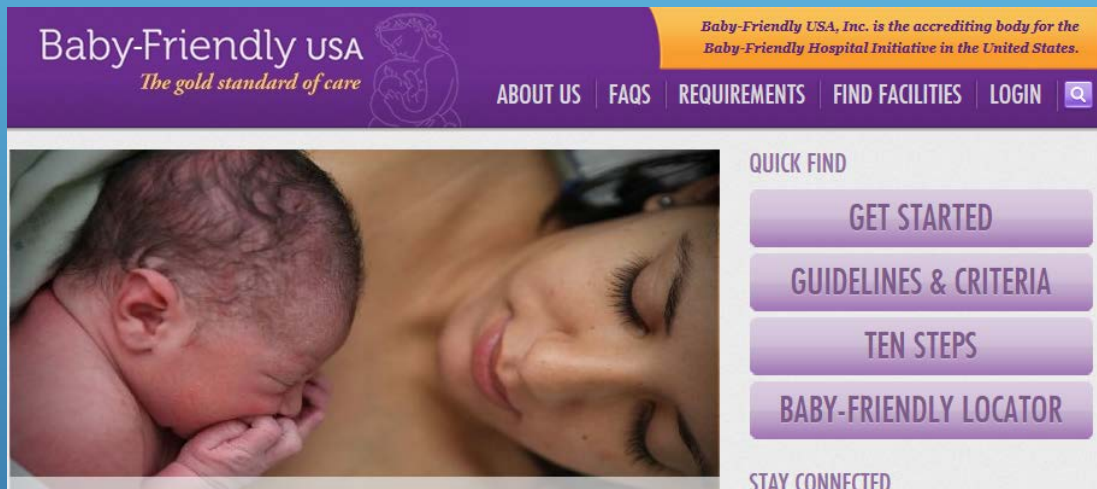 Baby-Friendly USA
The gold standard of care
Baby-Friendly USA, Inc. is the accrediting body for the
Baby-Friendly Hospital Initiative in the United States.
ABOUT US
FAQS
REQUIREMENTS
FIND FACILITIES
LOGIN
QUICK FIND
GET STARTED
GUIDELINES & CRITERIA
TEN STEPS
BABY-FRIENDLY LOCATOR
STAY CONNECTED